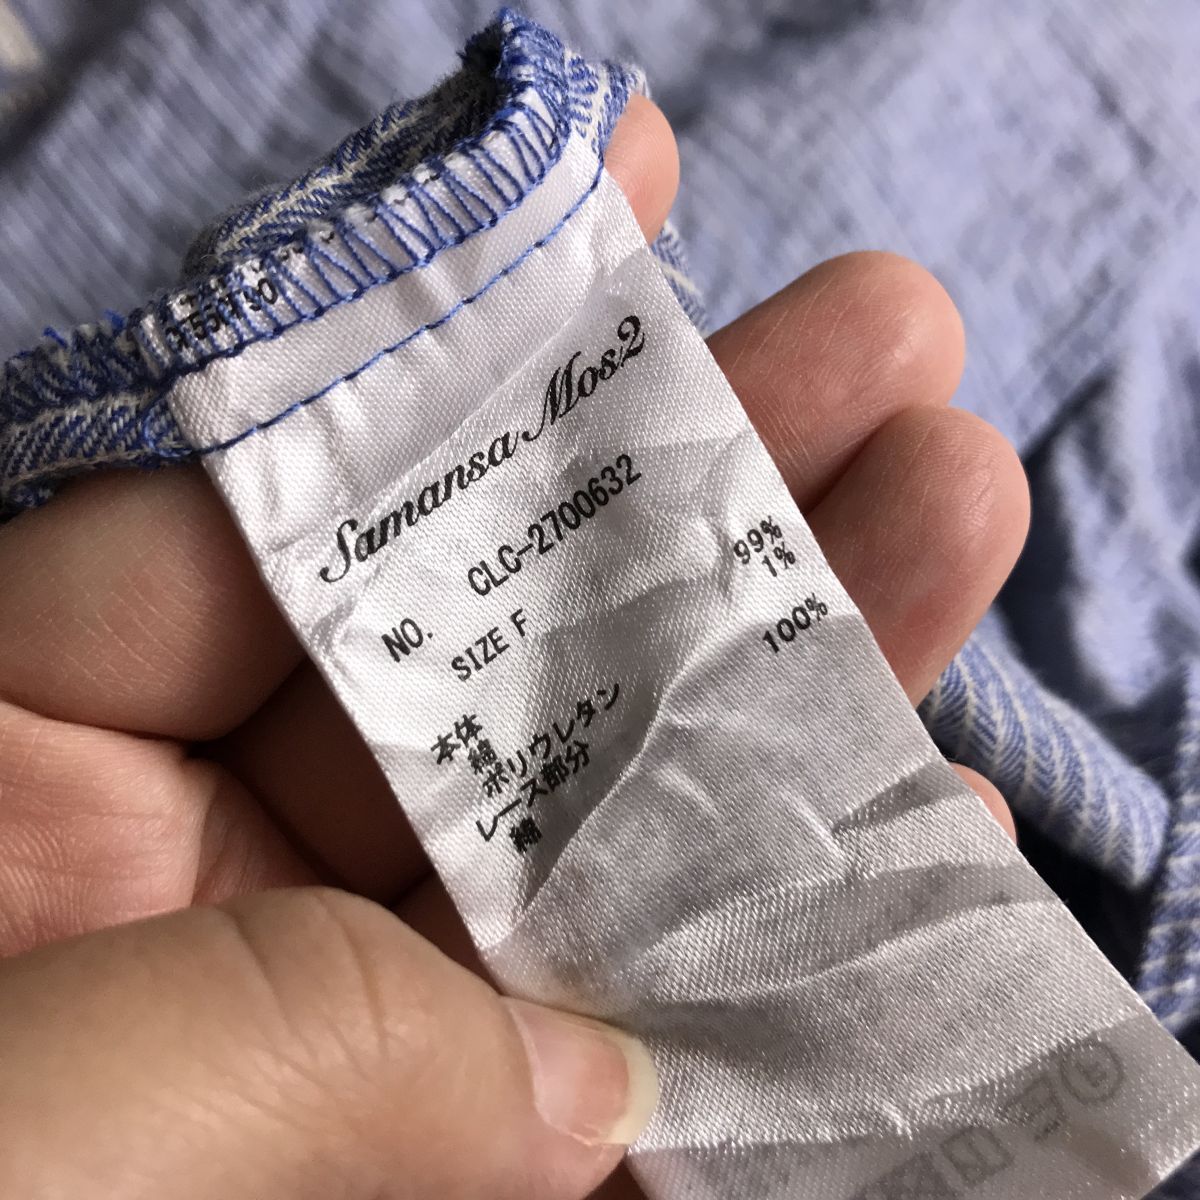 Samansa Mos2
NO. CLC-2700632
SIZE F
本体
綿 99%
ポリウレタン 1%
レース部分
綿 100%